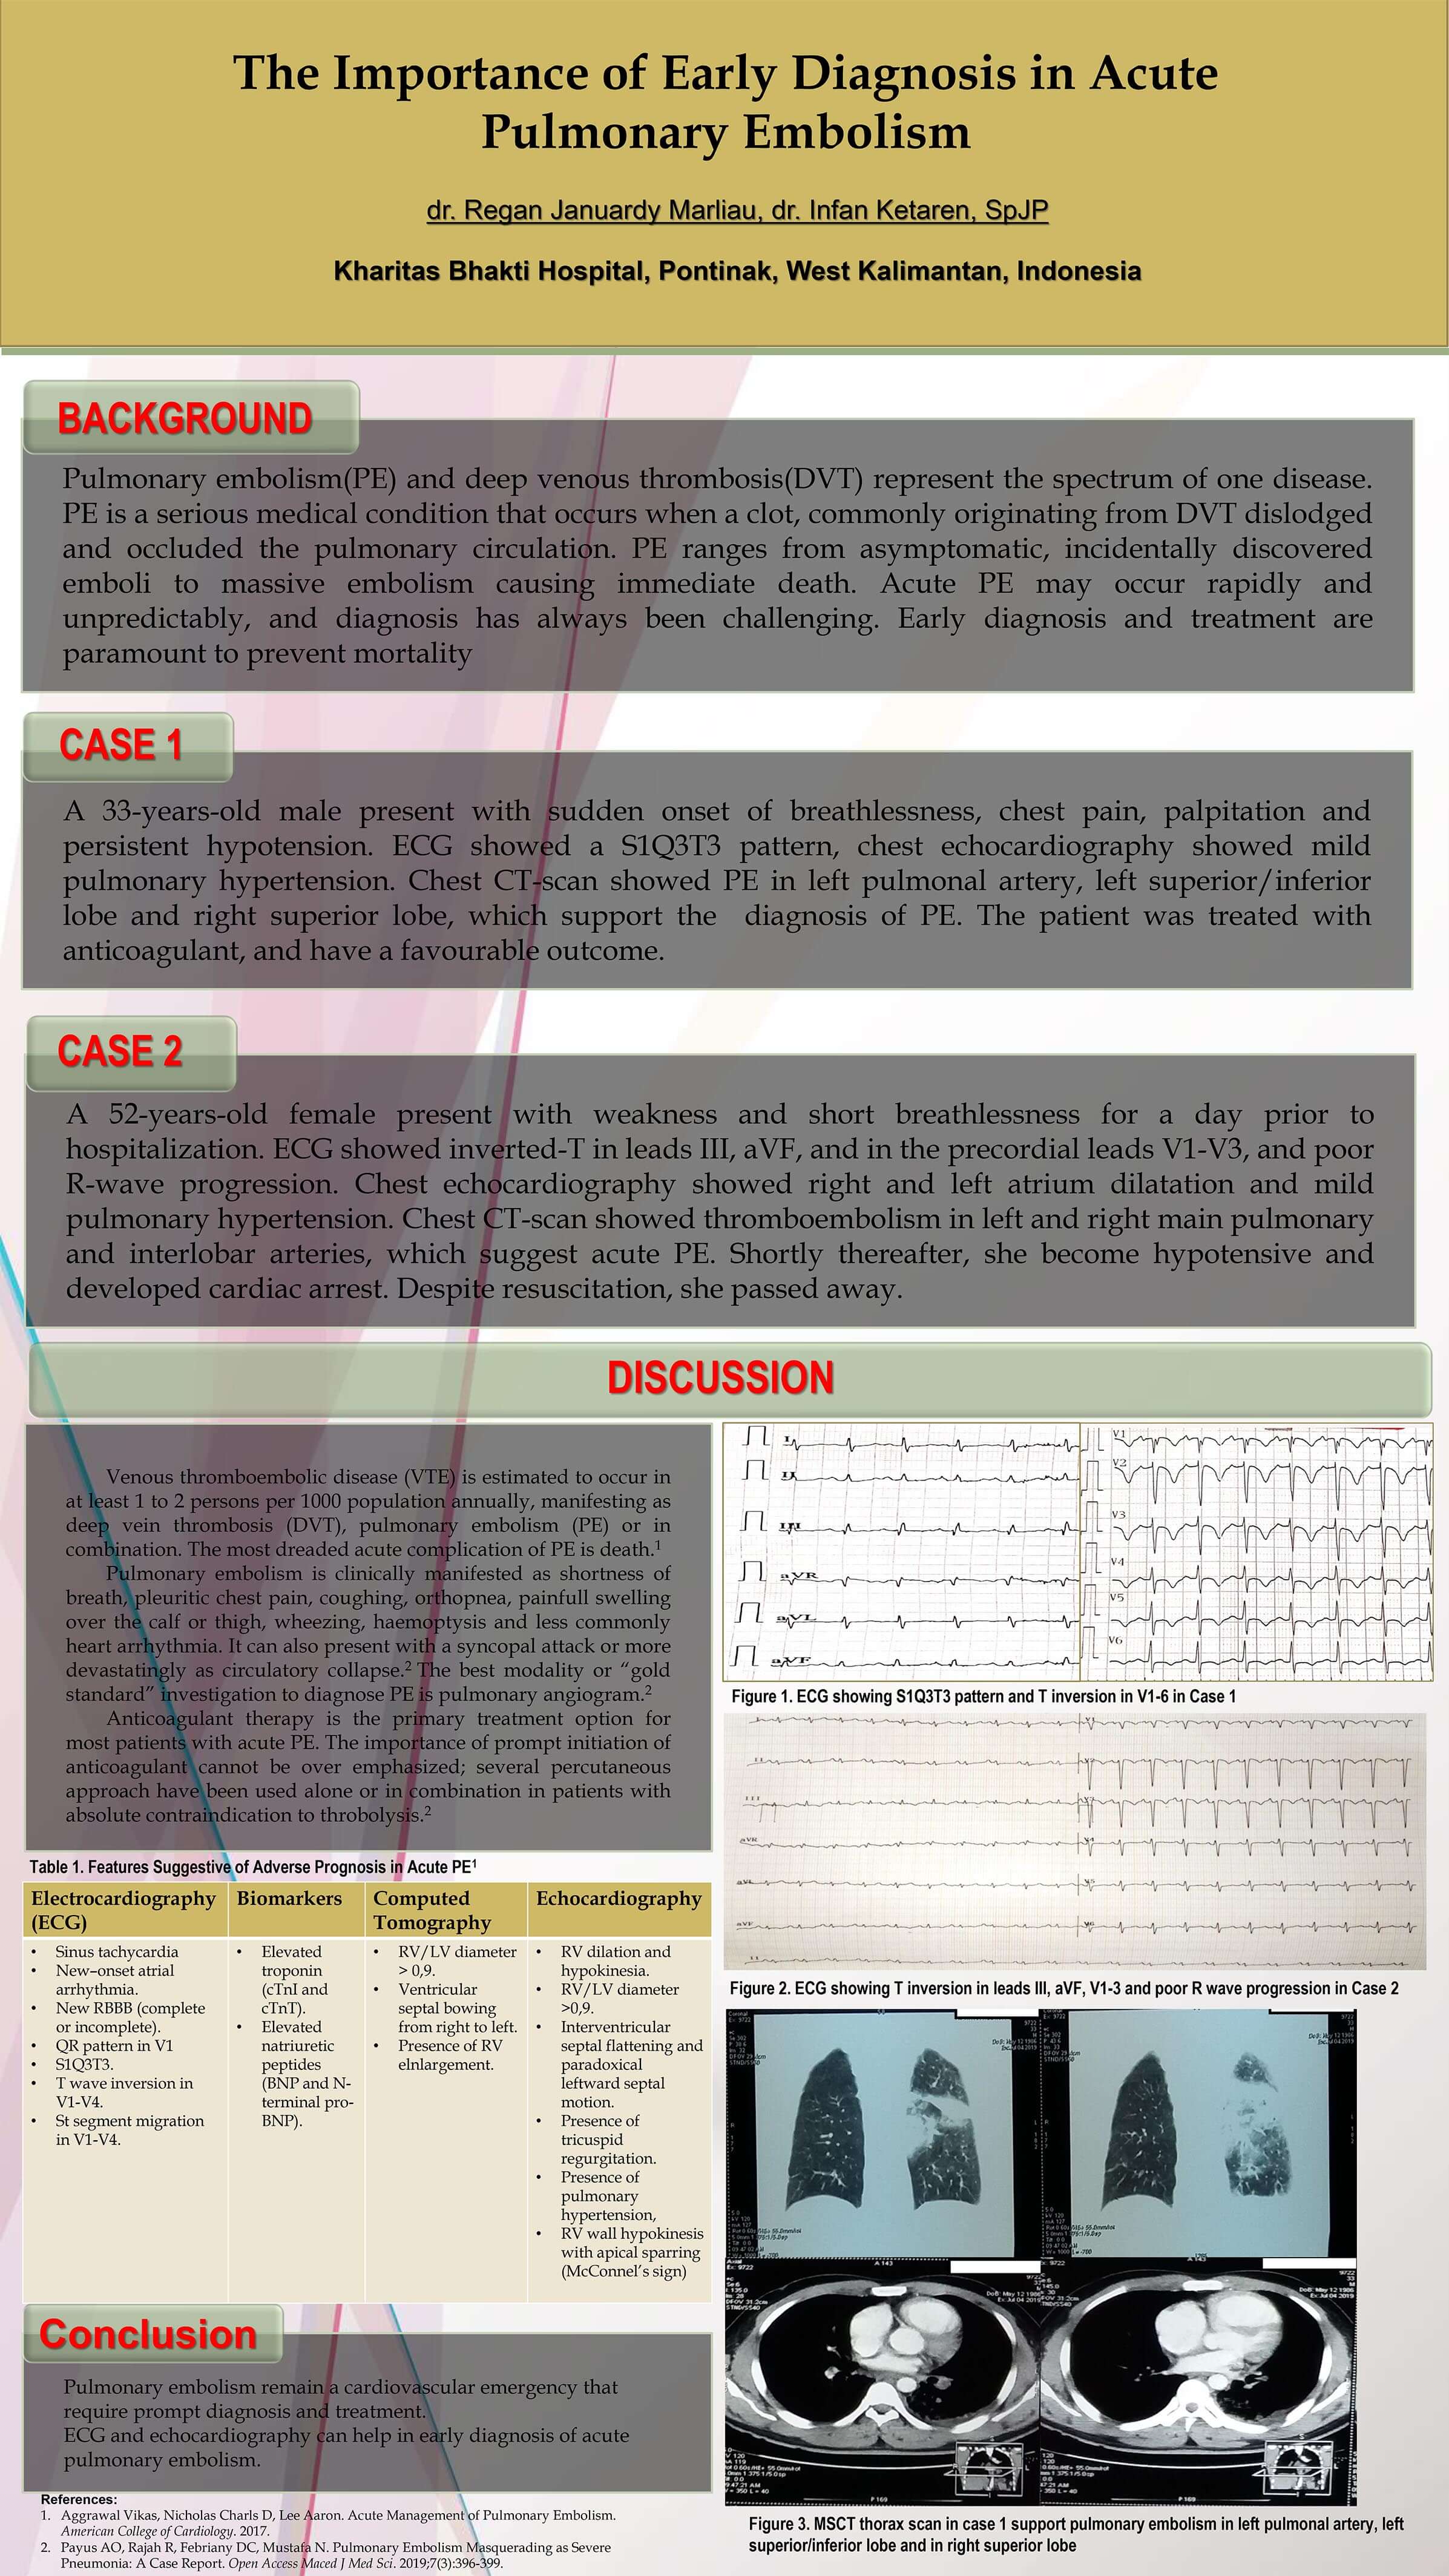 The Importance of Early Diagnosis in Acute
Pulmonary Embolism
dr. Regan Januardy Marliau, dr. Infan Ketaren, SpJP
Kharitas Bhakti Hospital, Pontinak, West Kalimantan, Indonesia
BACKGROUND
Pulmonary embolism(PE) and deep venous thrombosis(DVT) represent the spectrum of one disease.
PE is a serious medical condition that occurs when a clot, commonly originating from DVT dislodged
and occluded the pulmonary circulation. PE ranges from asymptomatic, incidentally discovered
emboli to massive embolism causing immediate death. Acute PE may occur rapidly and
unpredictably, and diagnosis has always been challenging. Early diagnosis and treatment are
paramount to prevent mortality
CASE 1
A 33-years-old male present with sudden onset of breathlessness, chest pain, palpitation and
persistent hypotension. ECG showed a S1Q3T3 pattern, chest echocardiography showed mild
pulmonary hypertension. Chest CT-scan showed PE in left pulmonal artery, left superior/inferior
lobe and right superior lobe, which support the diagnosis of PE. The patient was treated with
anticoagulant, and have a favourable outcome.
CASE 2
A 52-years-old female present with weakness and short breathlessness for a day prior to
hospitalization. ECG showed inverted-T in leads III, aVF, and in the precordial leads V1-V3, and poor
R-wave progression. Chest echocardiography showed right and left atrium dilatation and mild
pulmonary hypertension. Chest CT-scan showed thromboembolism in left and right main pulmonary
and interlobar arteries, which suggest acute PE. Shortly thereafter, she become hypotensive and
developed cardiac arrest. Despite resuscitation, she passed away.
DISCUSSION
Venous thromboembolic disease (VTE) is estimated to occur in
at least 1 to 2 persons per 1000 population annually, manifesting as
deep vein thrombosis (DVT), pulmonary embolism (PE) or in
combination. The most dreaded acute complication of PE is death.1
Pulmonary embolism is clinically manifested as shortness of
breath, pleuritic chest pain, coughing, orthopnea, painfull swelling
over the calf or thigh, wheezing, haemoptysis and less commonly
heart arrhythmia. It can also present with a syncopal attack or more
devastatingly as circulatory collapse.2 The best modality or “gold
standard” investigation to diagnose PE is pulmonary angiogram.2
Anticoagulant therapy is the primary treatment option for
most patients with acute PE. The importance of prompt initiation of
anticoagulant cannot be over emphasized; several percutaneous
approach have been used alone or in combination in patients with
absolute contraindication to throbolysis.2
Table 1. Features Suggestive of Adverse Prognosis in Acute PE1
Electrocardiography
(ECG)
• Sinus tachycardia
• New–onset atrial
arrhythmia.
• New RBBB (complete
or incomplete).
• QR pattern in V1
• S1Q3T3.
• T wave inversion in
V1-V4.
• St segment migration
in V1-V4.
Biomarkers
• Elevated
troponin
(cTnI and
cTnT).
• Elevated
natriuretic
peptides
(BNP and N-
terminal pro-
BNP).
Computed
Tomography
• RV/LV diameter
> 0,9.
• Ventricular
septal bowing
from right to left.
• Presence of RV
elnlargement.
Echocardiography
• RV dilation and
hypokinesia.
• RV/LV diameter
>0,9.
• Interventricular
septal flattening and
paradoxical
leftward septal
motion.
• Presence of
tricuspid
regurgitation.
• Presence of
pulmonary
hypertension,
• RV wall hypokinesis
with apical sparring
(McConnel’s sign)
Conclusion
Pulmonary embolism remain a cardiovascular emergency that
require prompt diagnosis and treatment.
ECG and echocardiography can help in early diagnosis of acute
pulmonary embolism.
References:
1. Aggrawal Vikas, Nicholas Charls D, Lee Aaron. Acute Management of Pulmonary Embolism.
American College of Cardiology. 2017.
2. Payus AO, Rajah R, Febriany DC, Mustafa N. Pulmonary Embolism Masquerading as Severe
Pneumonia: A Case Report. Open Access Maced J Med Sci. 2019;7(3):396-399.
I
II
III
aVR
aVL
aVF
V1
V2
V3
V4
V5
V6
Figure 1. ECG showing S1Q3T3 pattern and T inversion in V1-6 in Case 1
II
III
aVR
aVF
II
Figure 2. ECG showing T inversion in leads III, aVF, V1-3 and poor R wave progression in Case 2
Figure 3. MSCT thorax scan in case 1 support pulmonary embolism in left pulmonal artery, left
superior/inferior lobe and in right superior lobe